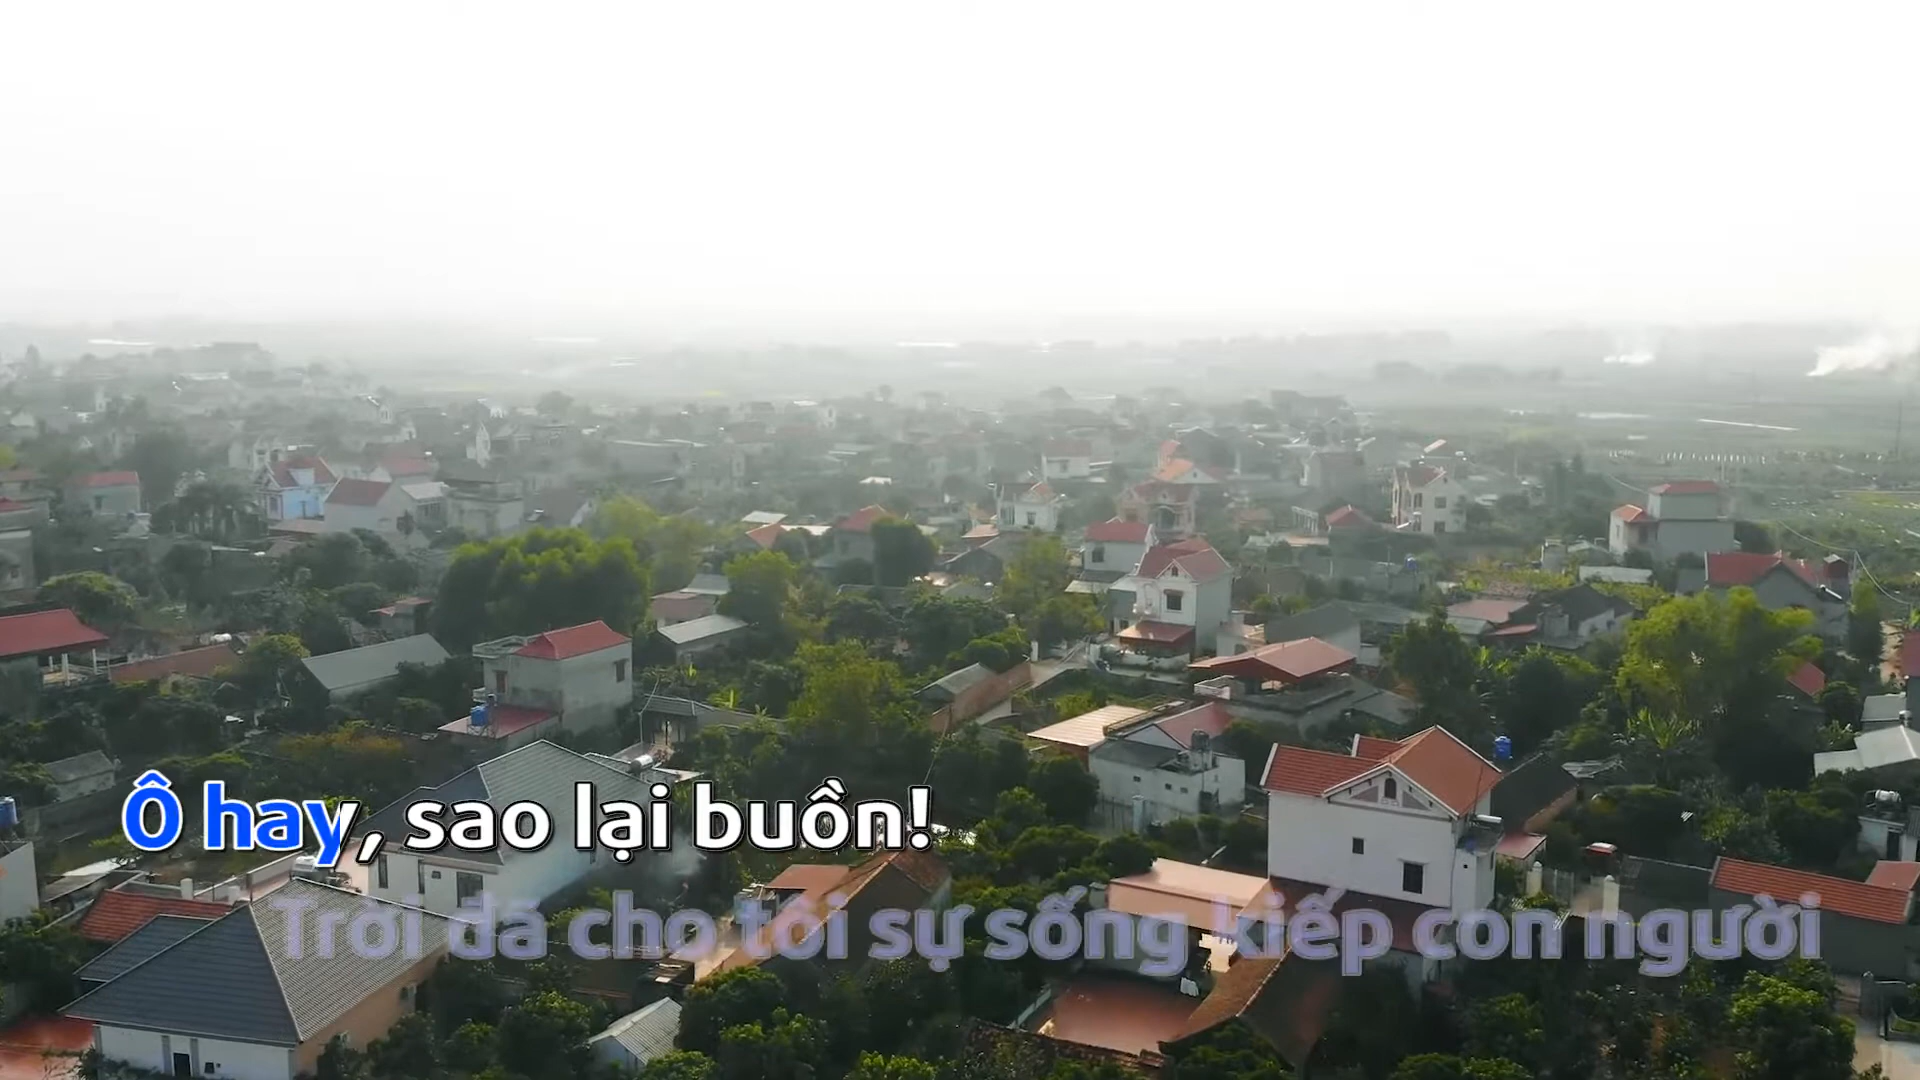 Ô hay, sao lại buồn!
Trời đã cho tôi sự sống kiếp con người